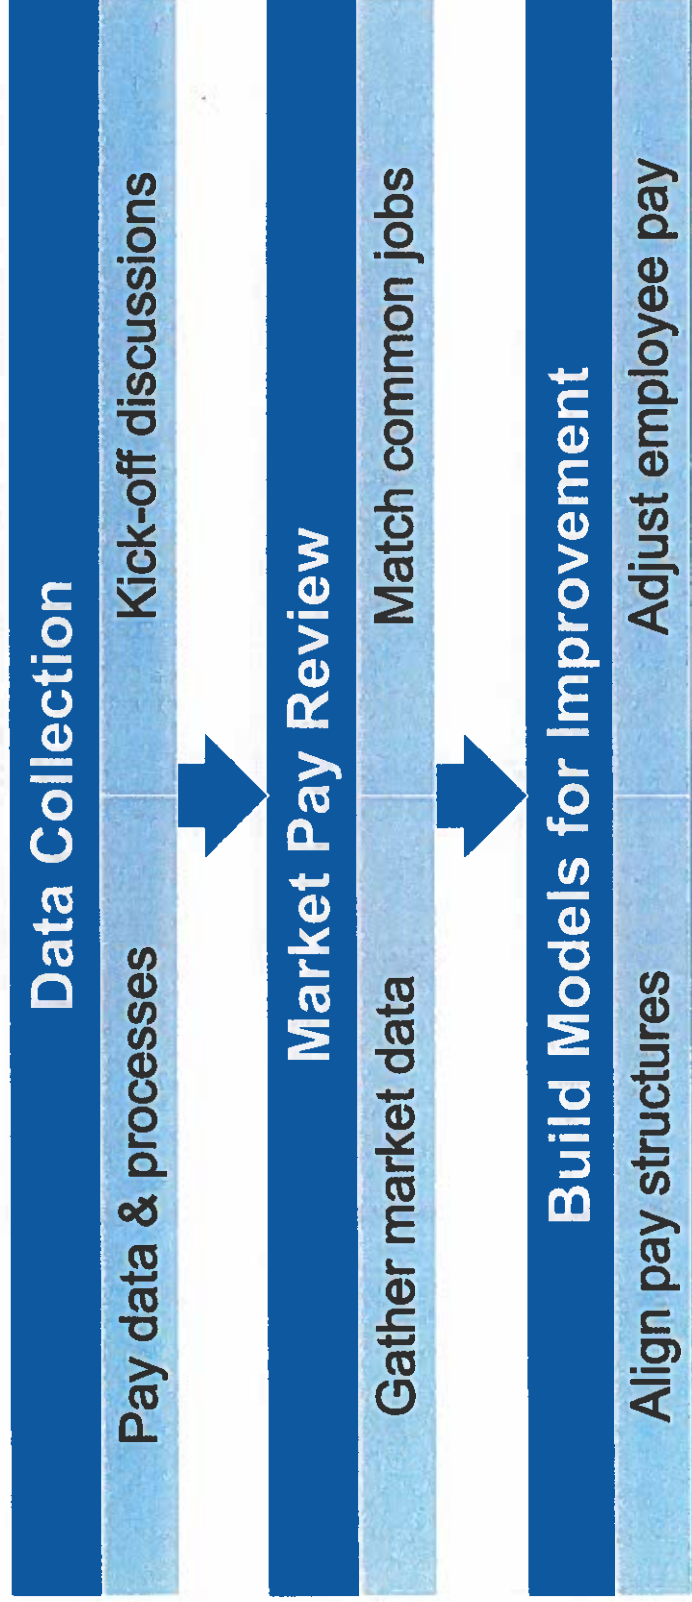 Data Collection
Pay data & processes
Kick-off discussions
Market Pay Review
Gather market data
Match common jobs
Build Models for Improvement
Align pay structures
Adjust employee pay